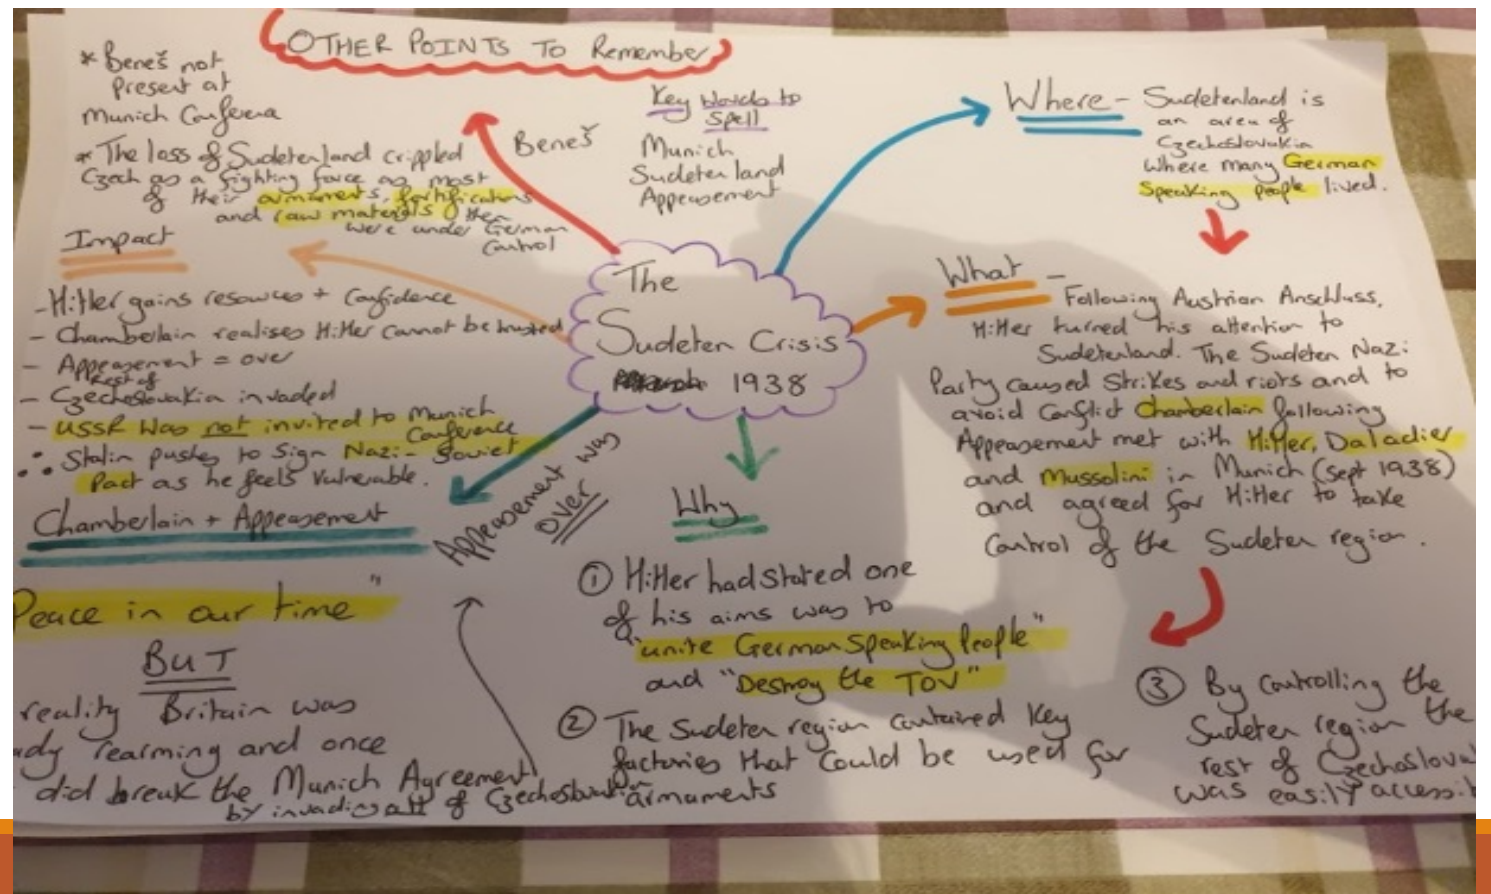 OTHER POINTS TO Remember
* Beneš not
present at
Munich Conferena
* The loss of Sudetenland crippled
Czech as a fighting force as most
of their armaments, fortifications
and raw materials then
were under German
control
Beneš
Key Words to
Spell
Munich
Sudetenland
Appeasement
Where - Sudetenland is
an area of
Czechoslovakia
where many German
Speaking people lived.
The
Sudeten Crisis
1938
What -
Following Austrian Anschluss,
Hitler turned his attention to
Sudetenland. The Sudeten Nazi
Party caused strikes and riots and to
avoid conflict Chamberlain following
Appeasement met with Hitler, Daladier
and Mussolini in Munich (sept 1938)
and agreed for Hitler to take
Control of the Sudeten region.
Impact
- Hitler gains resources + Confidence
- Chamberlain realises Hitler cannot be trusted
- Appeasement = over
Rest of
- Czechoslovakia invaded
- USSR was not invited to Munich
Conference
∴ Stalin pushes to sign Nazi-Soviet
Pact as he feels vulnerable.
Chamberlain + Appeasement
Appeasement was
OVER
Peace in our time"
BUT
reality Britain was
ady rearming and once
did break the Munich Agreement
by invading all of Czechoslovakia
Why
① Hitler had stated one
of his aims was to
"unite German Speaking People"
and "Destroy the TOV"
② The Sudeten region contained key
factories that could be used for
armaments
③ By controlling the
Sudeten region the
rest of Czechoslova
was easily accessib